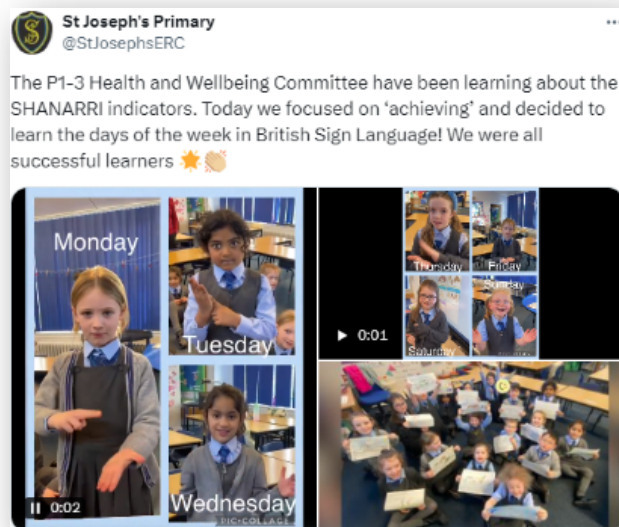 St Joseph's Primary
@StJosephsERC
The P1-3 Health and Wellbeing Committee have been learning about the
SHANARRI indicators. Today we focused on ‘achieving’ and decided to
learn the days of the week in British Sign Language! We were all
successful learners 🌟👏🏼
Monday
Tuesday
Wednesday
PIC•COLLAGE
0:02
Thursday
Friday
Saturday
Sunday
0:01